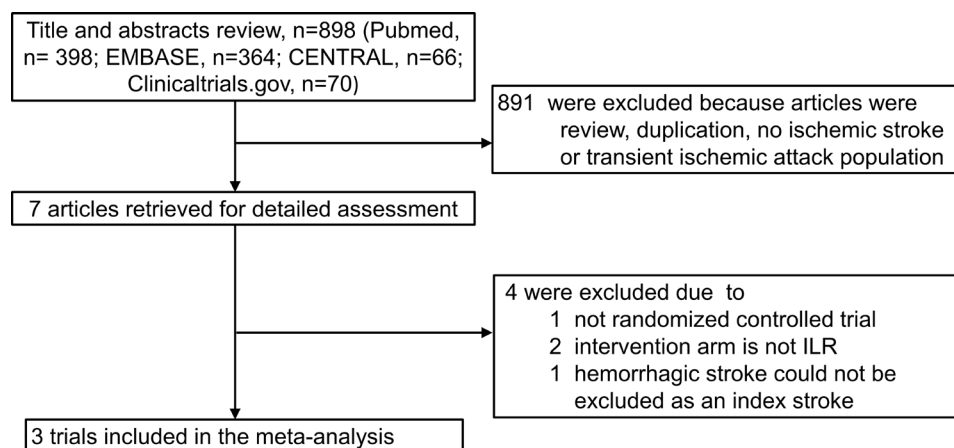 Title and abstracts review, n=898 (Pubmed,
n= 398; EMBASE, n=364; CENTRAL, n=66;
Clinicaltrials.gov, n=70)
891 were excluded because articles were
review, duplication, no ischemic stroke
or transient ischemic attack population
7 articles retrieved for detailed assessment
4 were excluded due to
1 not randomized controlled trial
2 intervention arm is not ILR
1 hemorrhagic stroke could not be
excluded as an index stroke
3 trials included in the meta-analysis